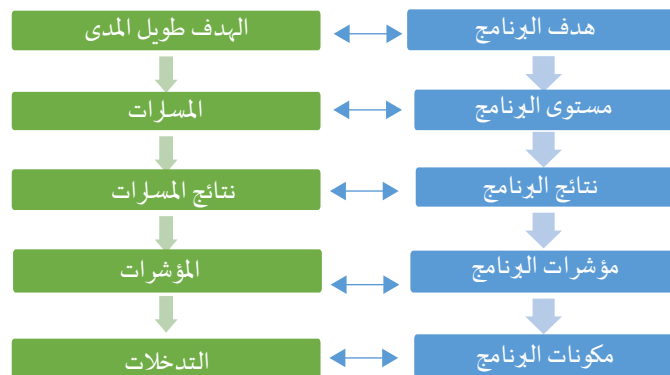 هدف البرنامج
الهدف طويل المدى
مستوى البرنامج
المسارات
نتائج البرنامج
نتائج المسارات
مؤشرات البرنامج
المؤشرات
مكونات البرنامج
التدخلات